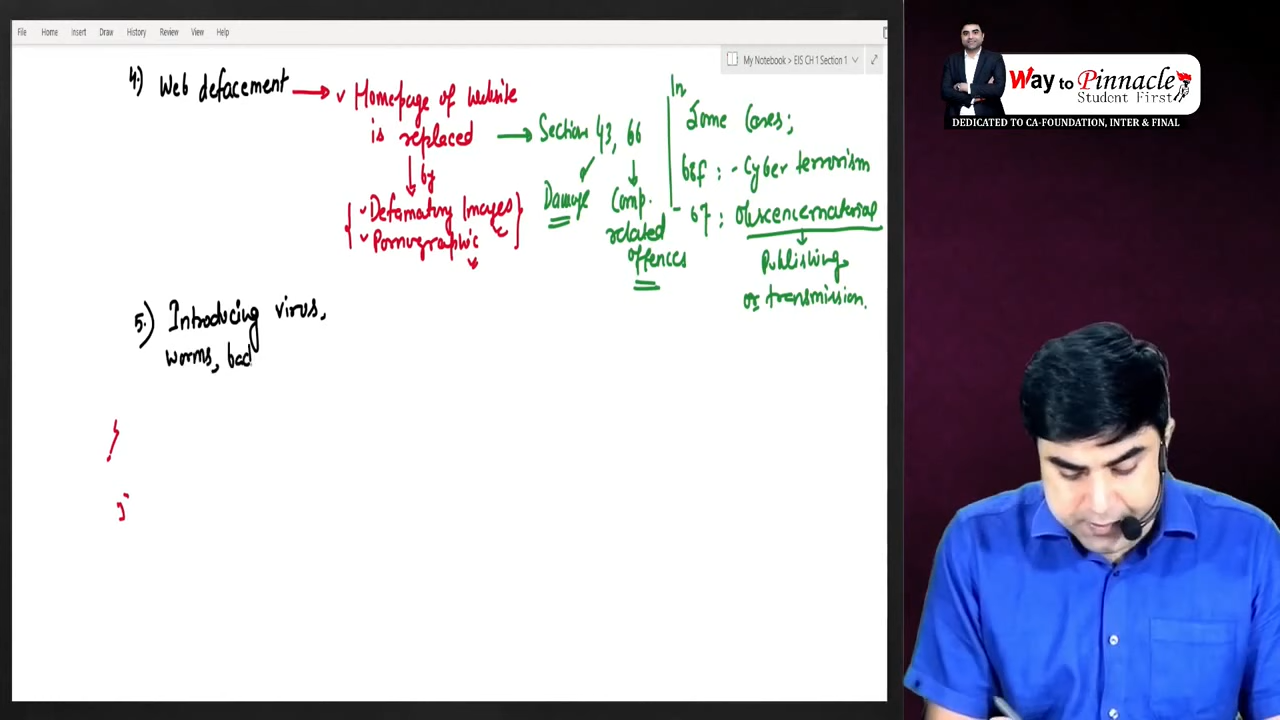 File Home Insert Draw History Review View Help
My Notebook > EIS CH 1 Section 1
4) Web defacement → Homepage of website
is replaced → Section 43, 66
by
Defamatory Images
Pornographic
Damage
Comp.
related
offences
In
Some Cases;
66f : - Cyber terrorism
67 : Obscene material
Publishing
or transmission.
5.) Introducing virus,
worms, bad
Way to Pinnacle
Student First
DEDICATED TO CA-FOUNDATION, INTER & FINAL